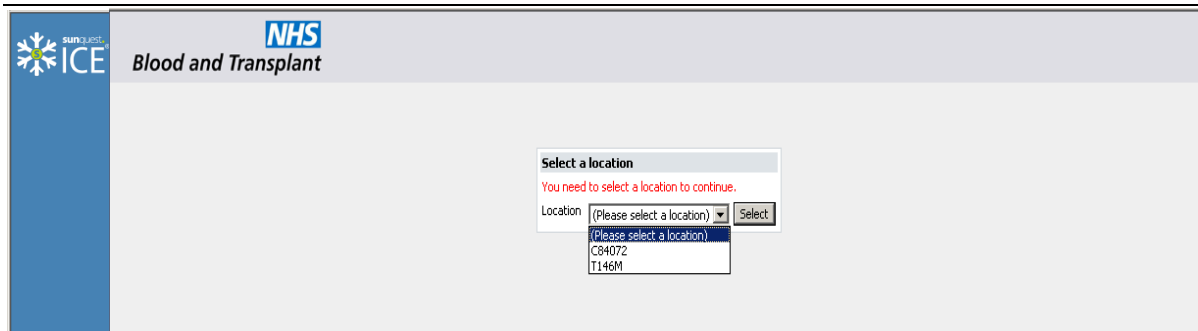 sunquest.
ICE
5
NHS
Blood and Transplant
Select a location
You need to select a location to continue.
Location (Please select a location) Select
(Please select a location)
C84072
T146M